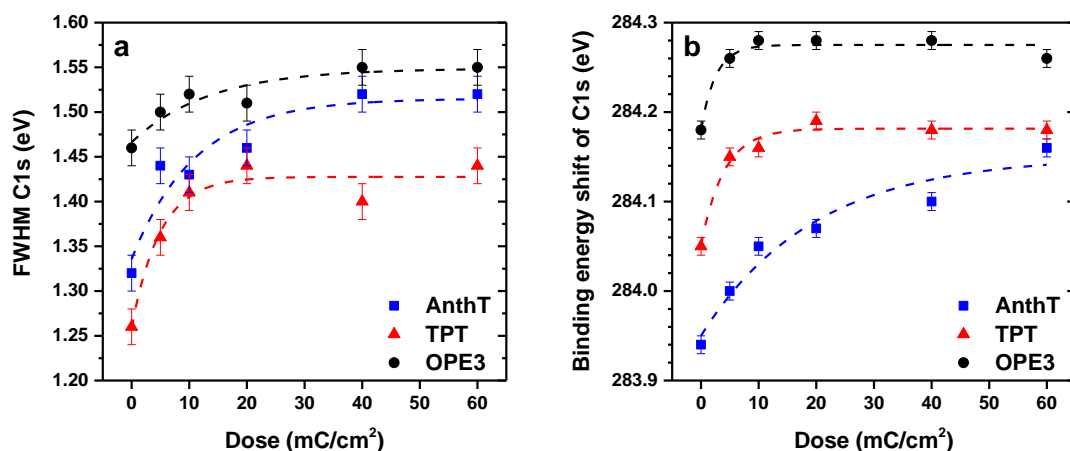 a
FWHM C1s (eV)
1.60
1.55
1.50
1.45
1.40
1.35
1.30
1.25
1.20
AnthT
TPT
OPE3
0 10 20 30 40 50 60
Dose (mC/cm²)
b
Binding energy shift of C1s (eV)
284.3
284.2
284.1
284.0
283.9
AnthT
TPT
OPE3
0 10 20 30 40 50 60
Dose (mC/cm²)